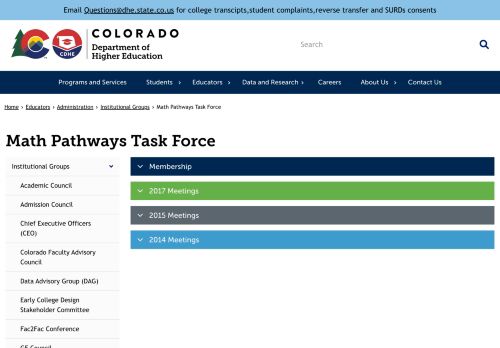 Email Questions@dhe.state.co.us for college transcipts,student complaints,reverse transfer and SURDs consents
COLORADO
Department of
Higher Education
CDHE
Search
Programs and Services Students Educators Data and Research Careers About Us Contact Us
Home > Educators > Administration > Institutional Groups > Math Pathways Task Force
Math Pathways Task Force
Institutional Groups
Academic Council
Admission Council
Chief Executive Officers
(CEO)
Colorado Faculty Advisory
Council
Data Advisory Group (DAG)
Early College Design
Stakeholder Committee
Fac2Fac Conference
GE Council
Membership
2017 Meetings
2015 Meetings
2014 Meetings